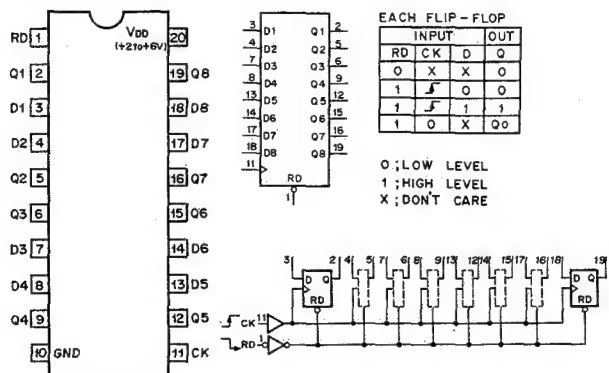 RD 1 VDD (+2to+6V) 20
Q1 2 19 Q8
D1 3 18 D8
D2 4 17 D7
Q2 5 16 Q7
Q3 6 15 Q6
D3 7 14 D6
D4 8 13 D5
Q4 9 12 Q5
10 GND 11 CK
3 D1 Q1 2
4 D2 Q2 5
7 D3 Q3 6
8 D4 Q4 9
13 D5 Q5 12
14 D6 Q6 15
17 D7 Q7 16
18 D8 Q8 19
11
RD
1
EACH FLIP-FLOP
INPUT OUT
RD CK D Q
0 X X 0
1 0 0
1 1 1
1 0 X Qo
0 ; LOW LEVEL
1 ; HIGH LEVEL
X ; DON'T CARE
3 2 4 5 7 6 8 9 13 12 14 15 17 16 18 19
D Q D Q
RD RD
CK 11
RD 1